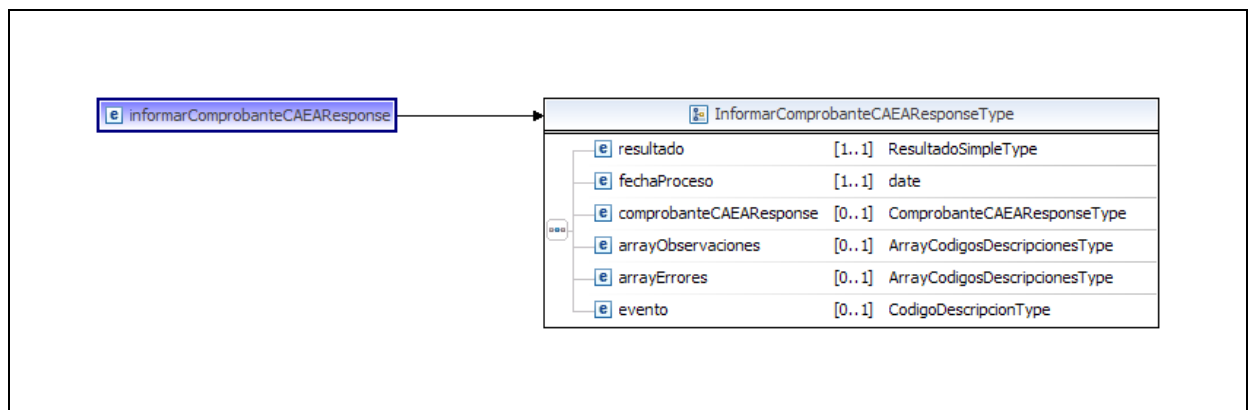 e informarComprobanteCAEAResponse
InformarComprobanteCAEAResponseType
e resultado [1..1] ResultadoSimpleType
e fechaProceso [1..1] date
e comprobanteCAEAResponse [0..1] ComprobanteCAEAResponseType
e arrayObservaciones [0..1] ArrayCodigosDescripcionesType
e arrayErrores [0..1] ArrayCodigosDescripcionesType
e evento [0..1] CodigoDescripcionType